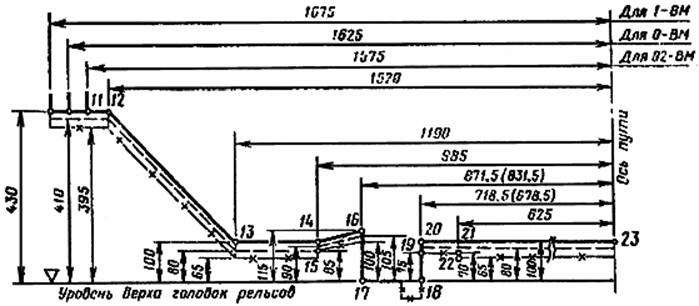 1675 Для 1-ВМ
1625 Для 0-ВМ
1575 Для 02-ВМ
1520
1190
985
871,5(831,5)
718,5(678,5)
625
Ось пути
11 12
13 14 16 20 21 23
15 19 22
17 18
430 410 395
100 80 65 115 90 85 100 105 75 70 65 80 100
Уровень верха головок рельсов